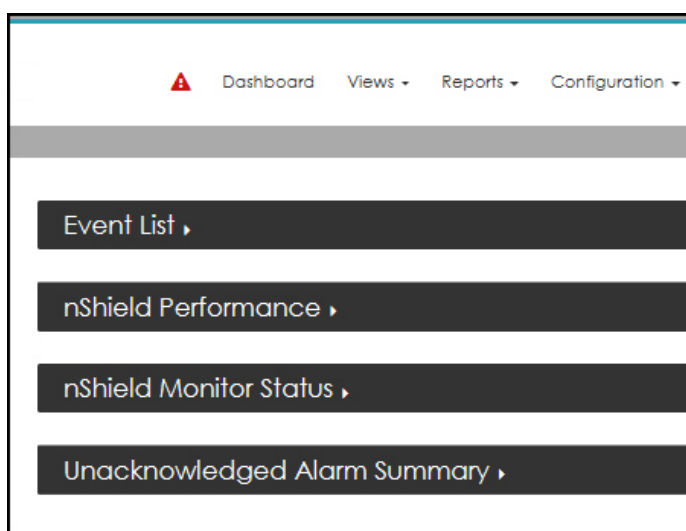 Dashboard Views Reports Configuration
Event List
nShield Performance
nShield Monitor Status
Unacknowledged Alarm Summary